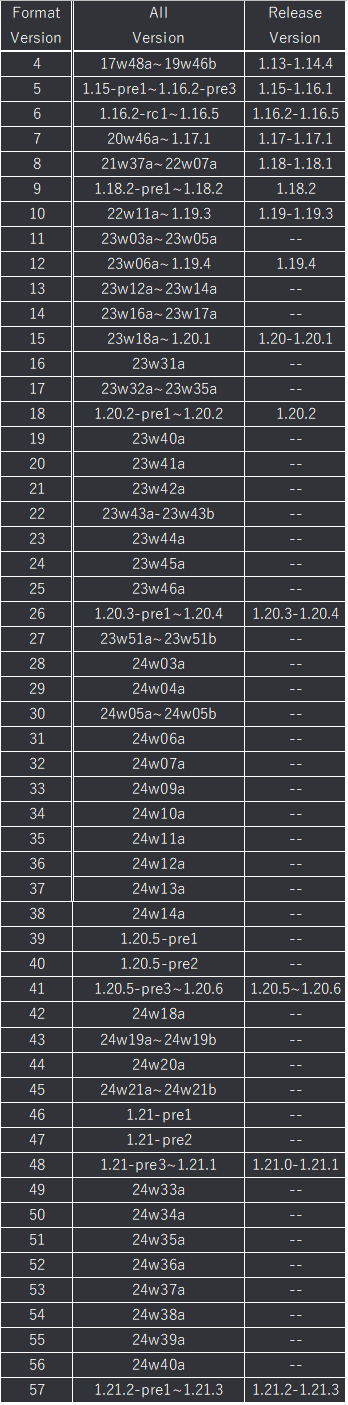 Format All Release
Version Version Version
4 17w48a~19w46b 1.13-1.14.4
5 1.15-pre1~1.16.2-pre3 1.15-1.16.1
6 1.16.2-rc1~1.16.5 1.16.2-1.16.5
7 20w46a~1.17.1 1.17-1.17.1
8 21w37a~22w07a 1.18-1.18.1
9 1.18.2-pre1~1.18.2 1.18.2
10 22w11a~1.19.3 1.19-1.19.3
11 23w03a~23w05a --
12 23w06a~1.19.4 1.19.4
13 23w12a~23w14a --
14 23w16a~23w17a --
15 23w18a~1.20.1 1.20-1.20.1
16 23w31a --
17 23w32a~23w35a --
18 1.20.2-pre1~1.20.2 1.20.2
19 23w40a --
20 23w41a --
21 23w42a --
22 23w43a-23w43b --
23 23w44a --
24 23w45a --
25 23w46a --
26 1.20.3-pre1~1.20.4 1.20.3-1.20.4
27 23w51a~23w51b --
28 24w03a --
29 24w04a --
30 24w05a~24w05b --
31 24w06a --
32 24w07a --
33 24w09a --
34 24w10a --
35 24w11a --
36 24w12a --
37 24w13a --
38 24w14a --
39 1.20.5-pre1 --
40 1.20.5-pre2 --
41 1.20.5-pre3~1.20.6 1.20.5~1.20.6
42 24w18a --
43 24w19a~24w19b --
44 24w20a --
45 24w21a~24w21b --
46 1.21-pre1 --
47 1.21-pre2 --
48 1.21-pre3~1.21.1 1.21.0-1.21.1
49 24w33a --
50 24w34a --
51 24w35a --
52 24w36a --
53 24w37a --
54 24w38a --
55 24w39a --
56 24w40a --
57 1.21.2-pre1~1.21.3 1.21.2-1.21.3